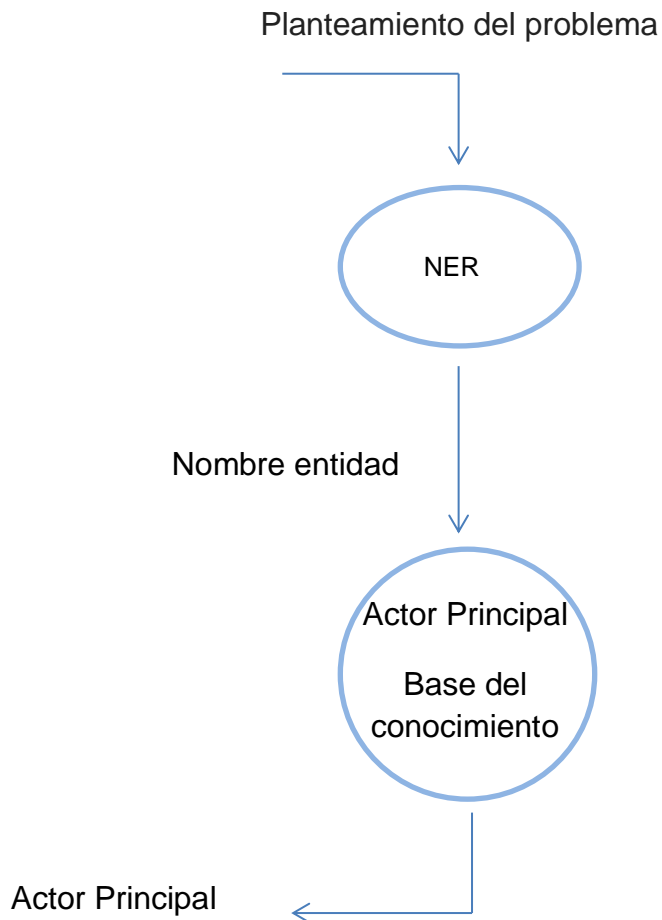 Planteamiento del problema
NER
Nombre entidad
Actor Principal
Base del
conocimiento
Actor Principal